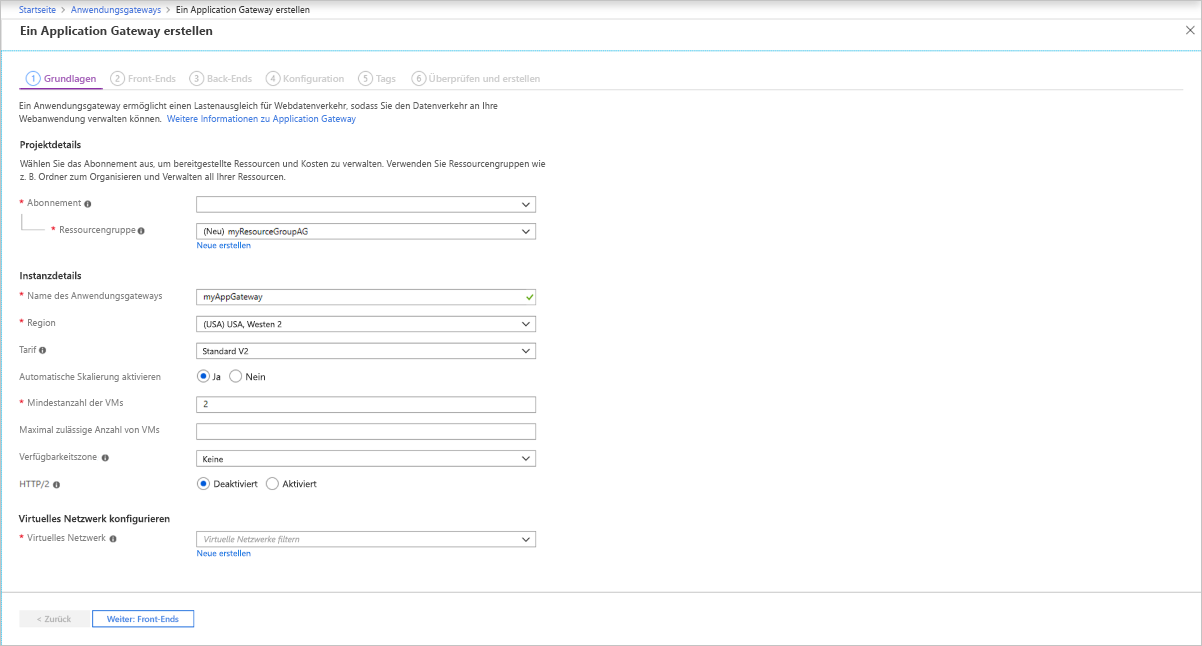 Startseite > Anwendungsgateways > Ein Application Gateway erstellen
Ein Application Gateway erstellen
1 Grundlagen 2 Front-Ends 3 Back-Ends 4 Konfiguration 5 Tags 6 Überprüfen und erstellen
Ein Anwendungsgateway ermöglicht einen Lastenausgleich für Webdatenverkehr, sodass Sie den Datenverkehr an Ihre
Webanwendung verwalten können. Weitere Informationen zu Application Gateway
Projektdetails
Wählen Sie das Abonnement aus, um bereitgestellte Ressourcen und Kosten zu verwalten. Verwenden Sie Ressourcengruppen wie
z. B. Ordner zum Organisieren und Verwalten all Ihrer Ressourcen.
* Abonnement
* Ressourcengruppe (Neu) myResourceGroupAG
Neue erstellen
Instanzdetails
* Name des Anwendungsgateways myAppGateway
* Region (USA) USA, Westen 2
Tarif Standard V2
Automatische Skalierung aktivieren Ja Nein
* Mindestanzahl der VMs 2
Maximal zulässige Anzahl von VMs
Verfügbarkeitszone Keine
HTTP/2 Deaktiviert Aktiviert
Virtuelles Netzwerk konfigurieren
* Virtuelles Netzwerk Virtuelle Netzwerke filtern
Neue erstellen
< Zurück Weiter: Front-Ends